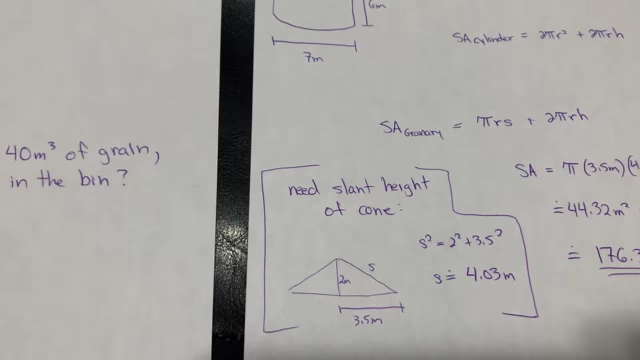 6m
7m
SA cylinder = 2πr² + 2πrh
40m³ of grain,
in the bin?
SA Granary = πrs + 2πrh
need slant height
of cone:
s² = 2² + 3.5²
s ≐ 4.03m
s
2m
3.5m
SA = π(3.5m)(4
≐ 44.32m²
≐ 176.3